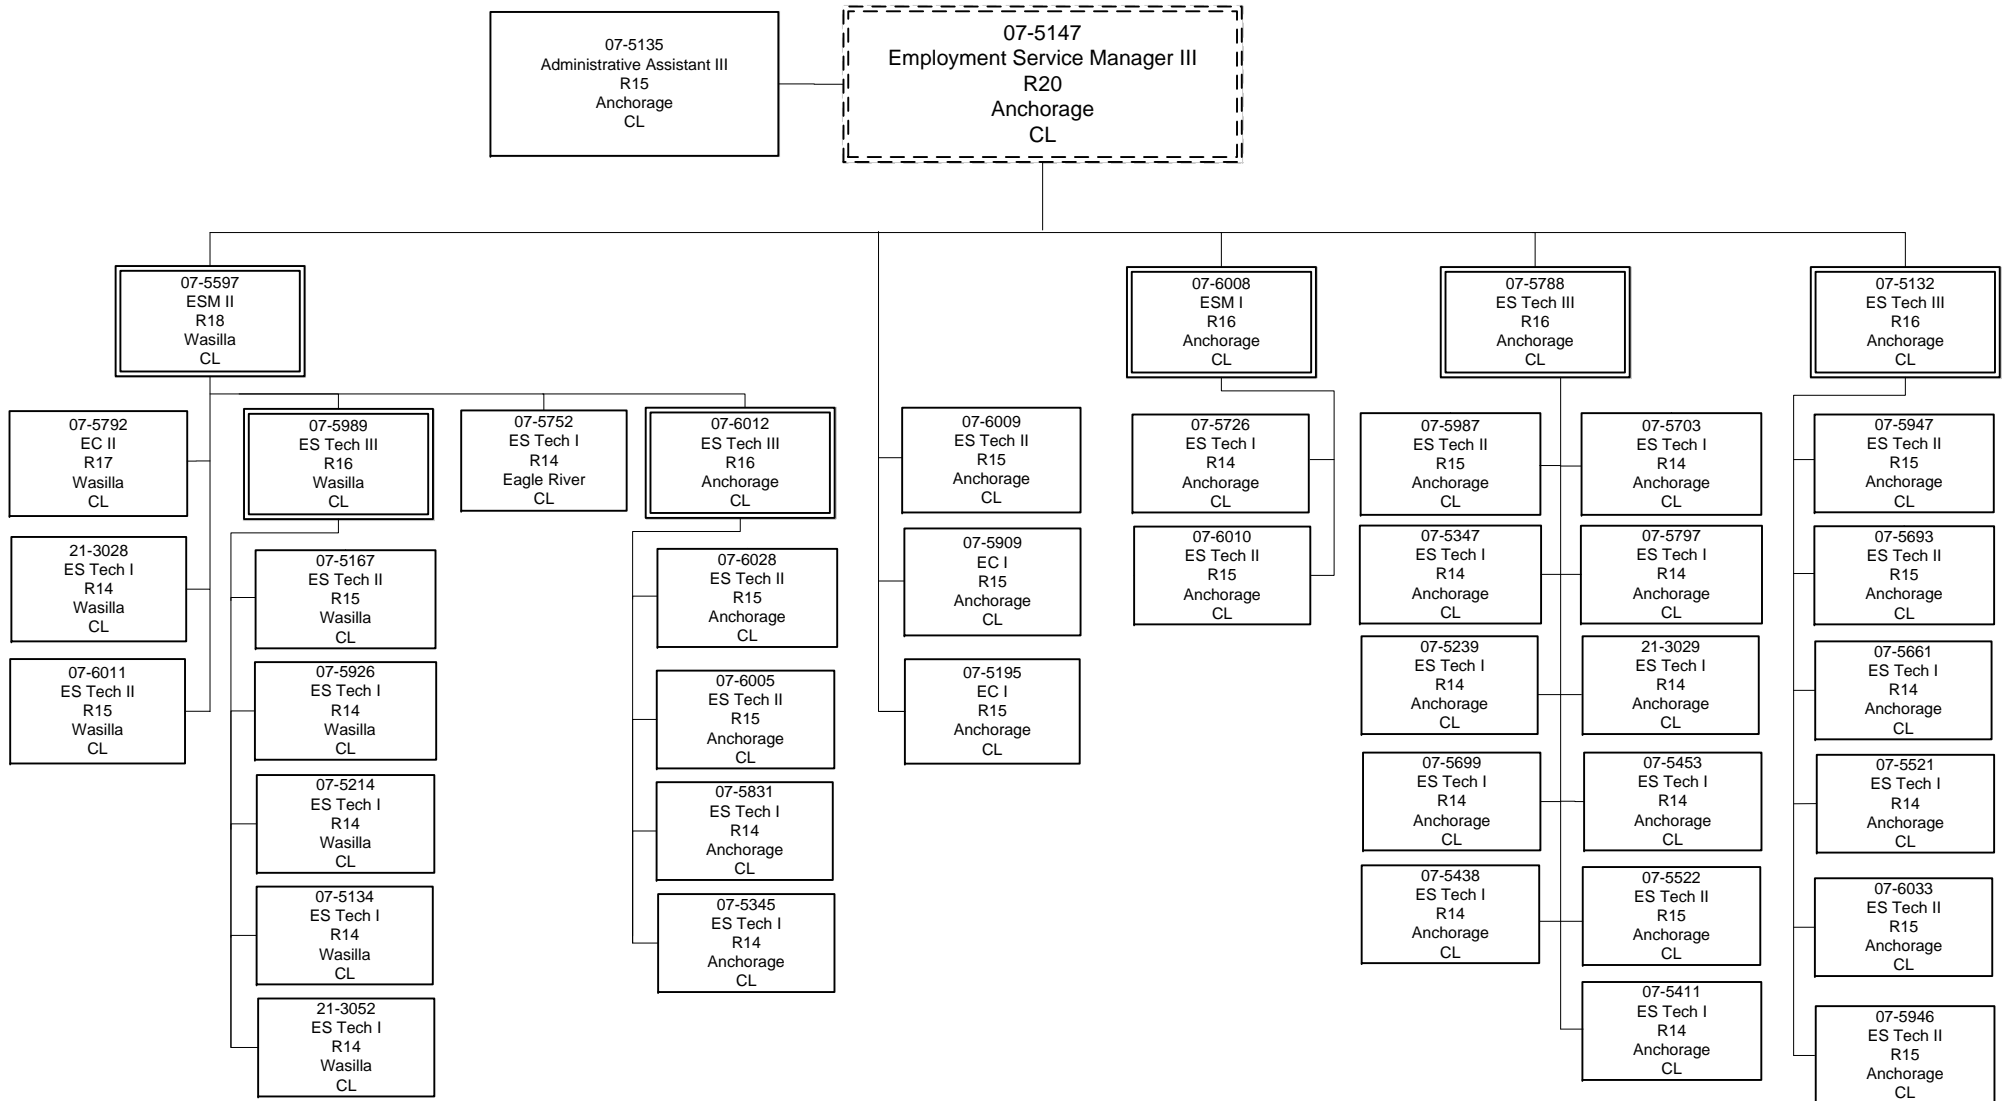 07-5135
Administrative Assistant III
R15
Anchorage
CL
07-5147
Employment Service Manager III
R20
Anchorage
CL
07-5597
ESM II
R18
Wasilla
CL
07-6008
ESM I
R16
Anchorage
CL
07-5788
ES Tech III
R16
Anchorage
CL
07-5132
ES Tech III
R16
Anchorage
CL
07-5792
EC II
R17
Wasilla
CL
21-3028
ES Tech I
R14
Wasilla
CL
07-6011
ES Tech II
R15
Wasilla
CL
07-5989
ES Tech III
R16
Wasilla
CL
07-5167
ES Tech II
R15
Wasilla
CL
07-5926
ES Tech I
R14
Wasilla
CL
07-5214
ES Tech I
R14
Wasilla
CL
07-5134
ES Tech I
R14
Wasilla
CL
21-3052
ES Tech I
R14
Wasilla
CL
07-5752
ES Tech I
R14
Eagle River
CL
07-6012
ES Tech III
R16
Anchorage
CL
07-6028
ES Tech II
R15
Anchorage
CL
07-6005
ES Tech II
R15
Anchorage
CL
07-5831
ES Tech I
R14
Anchorage
CL
07-5345
ES Tech I
R14
Anchorage
CL
07-6009
ES Tech II
R15
Anchorage
CL
07-5909
EC I
R15
Anchorage
CL
07-5195
EC I
R15
Anchorage
CL
07-5726
ES Tech I
R14
Anchorage
CL
07-6010
ES Tech II
R15
Anchorage
CL
07-5987
ES Tech II
R15
Anchorage
CL
07-5347
ES Tech I
R14
Anchorage
CL
07-5239
ES Tech I
R14
Anchorage
CL
07-5699
ES Tech I
R14
Anchorage
CL
07-5438
ES Tech I
R14
Anchorage
CL
07-5703
ES Tech I
R14
Anchorage
CL
07-5797
ES Tech I
R14
Anchorage
CL
21-3029
ES Tech I
R14
Anchorage
CL
07-5453
ES Tech I
R14
Anchorage
CL
07-5522
ES Tech II
R15
Anchorage
CL
07-5411
ES Tech I
R14
Anchorage
CL
07-5947
ES Tech II
R15
Anchorage
CL
07-5693
ES Tech II
R15
Anchorage
CL
07-5661
ES Tech I
R14
Anchorage
CL
07-5521
ES Tech I
R14
Anchorage
CL
07-6033
ES Tech II
R15
Anchorage
CL
07-5946
ES Tech II
R15
Anchorage
CL